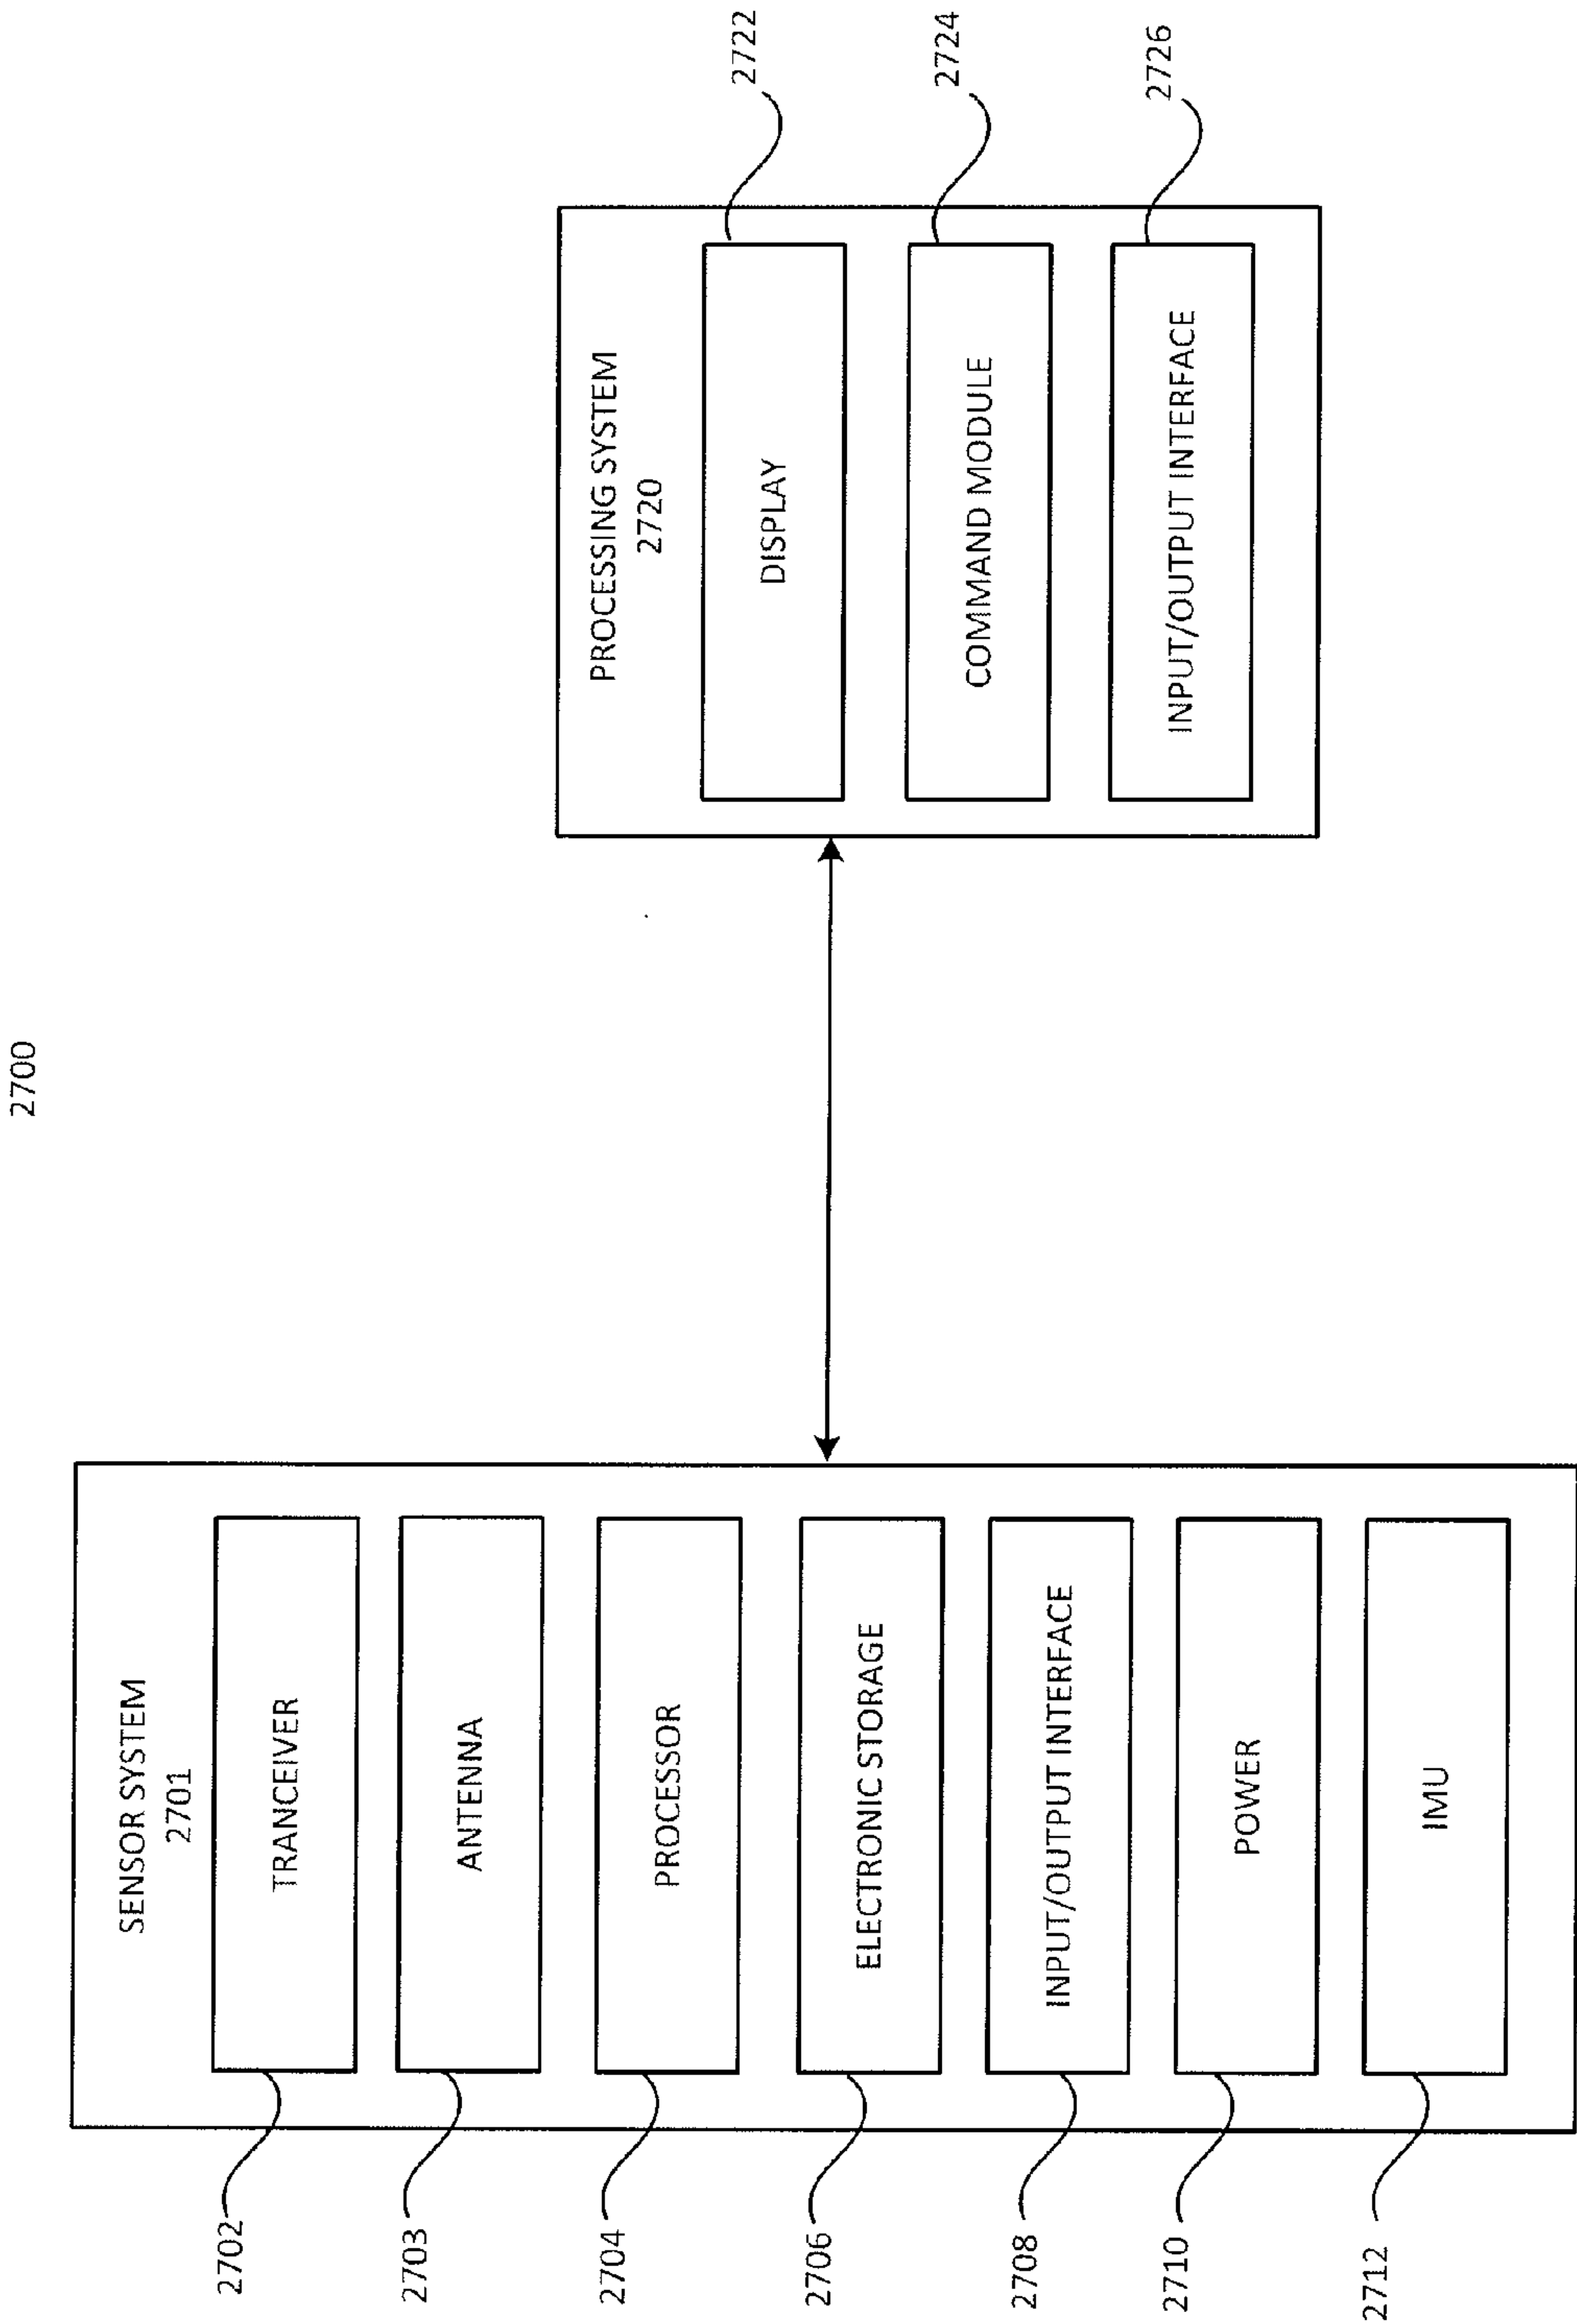 2700
SENSOR SYSTEM
2701
2702
TRANCEIVER
2703
ANTENNA
2704
PROCESSOR
2706
ELECTRONIC STORAGE
2708
INPUT/OUTPUT INTERFACE
2710
POWER
2712
IMU
PROCESSING SYSTEM
2720
DISPLAY
2722
COMMAND MODULE
2724
INPUT/OUTPUT INTERFACE
2726